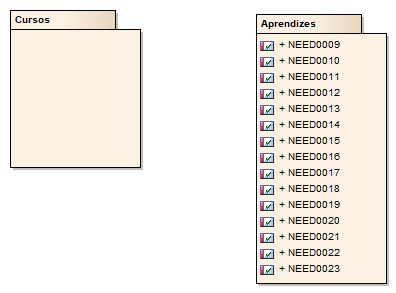 Cursos
Aprendizes
+ NEED0009
+ NEED0010
+ NEED0011
+ NEED0012
+ NEED0013
+ NEED0014
+ NEED0015
+ NEED0016
+ NEED0017
+ NEED0018
+ NEED0019
+ NEED0020
+ NEED0021
+ NEED0022
+ NEED0023